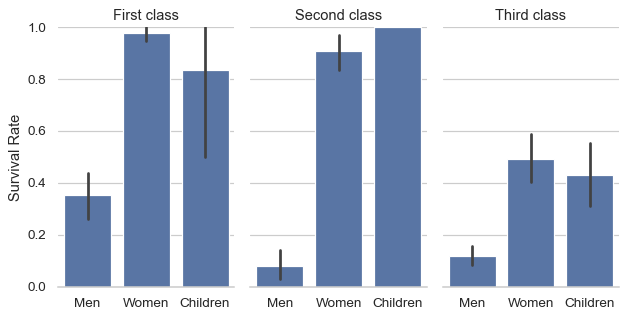 First class
Second class
Third class
Survival Rate
1.0
0.8
0.6
0.4
0.2
0.0
Men Women Children
Men Women Children
Men Women Children